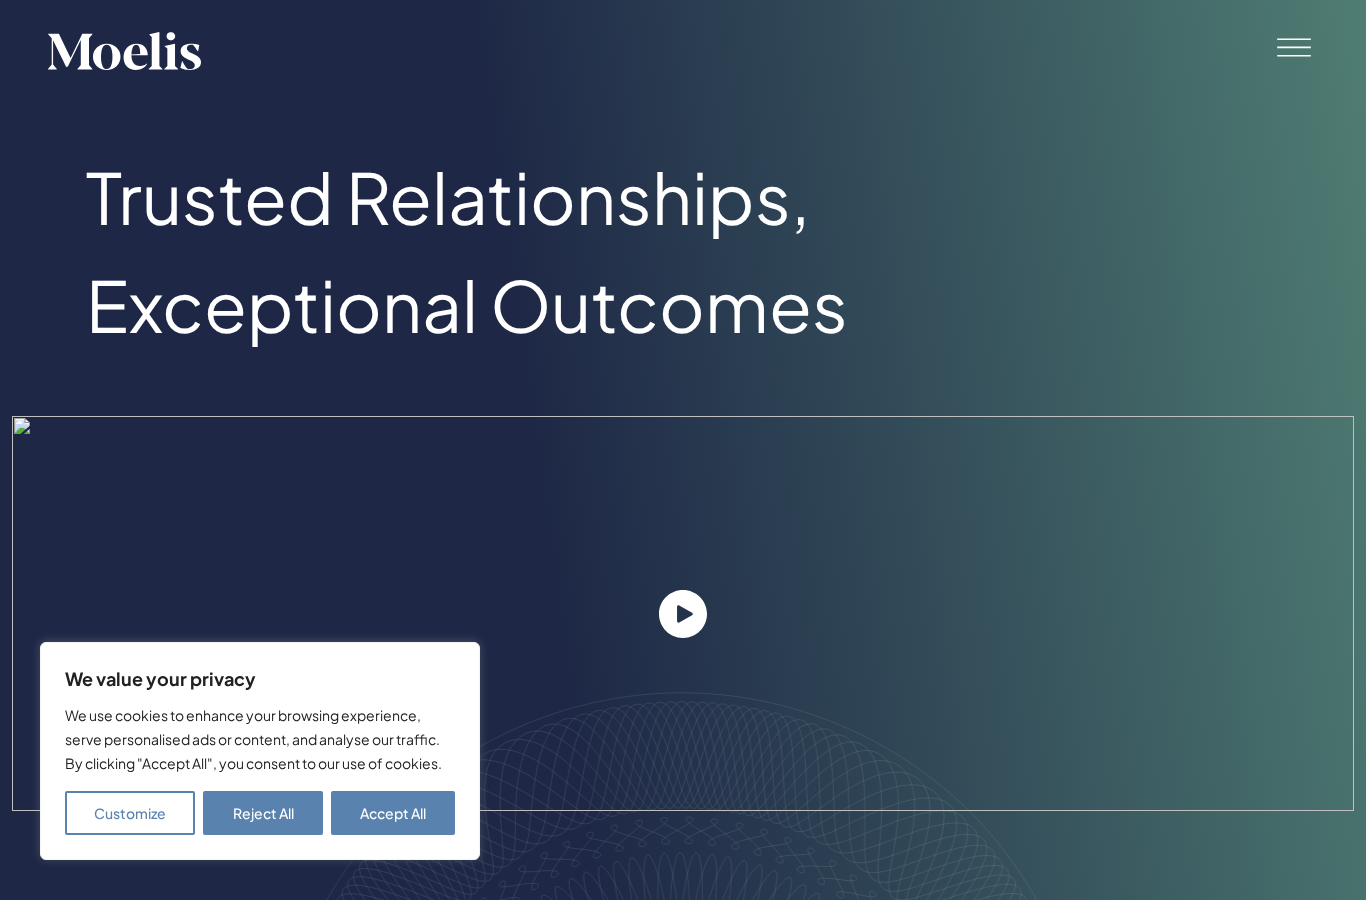 Moelis
Trusted Relationships,
Exceptional Outcomes
We value your privacy
We use cookies to enhance your browsing experience,
serve personalised ads or content, and analyse our traffic.
By clicking "Accept All", you consent to our use of cookies.
Customize
Reject All
Accept All